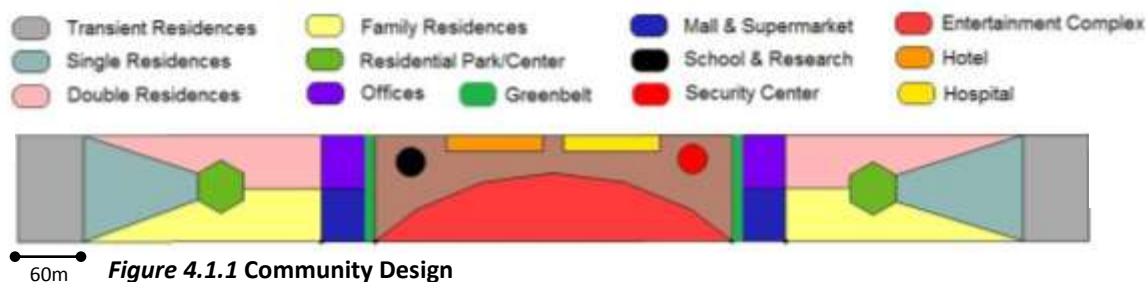 Transient Residences Family Residences Mall & Supermarket Entertainment Complex
Single Residences Residential Park/Center School & Research Hotel
Double Residences Offices Greenbelt Security Center Hospital
60m Figure 4.1.1 Community Design